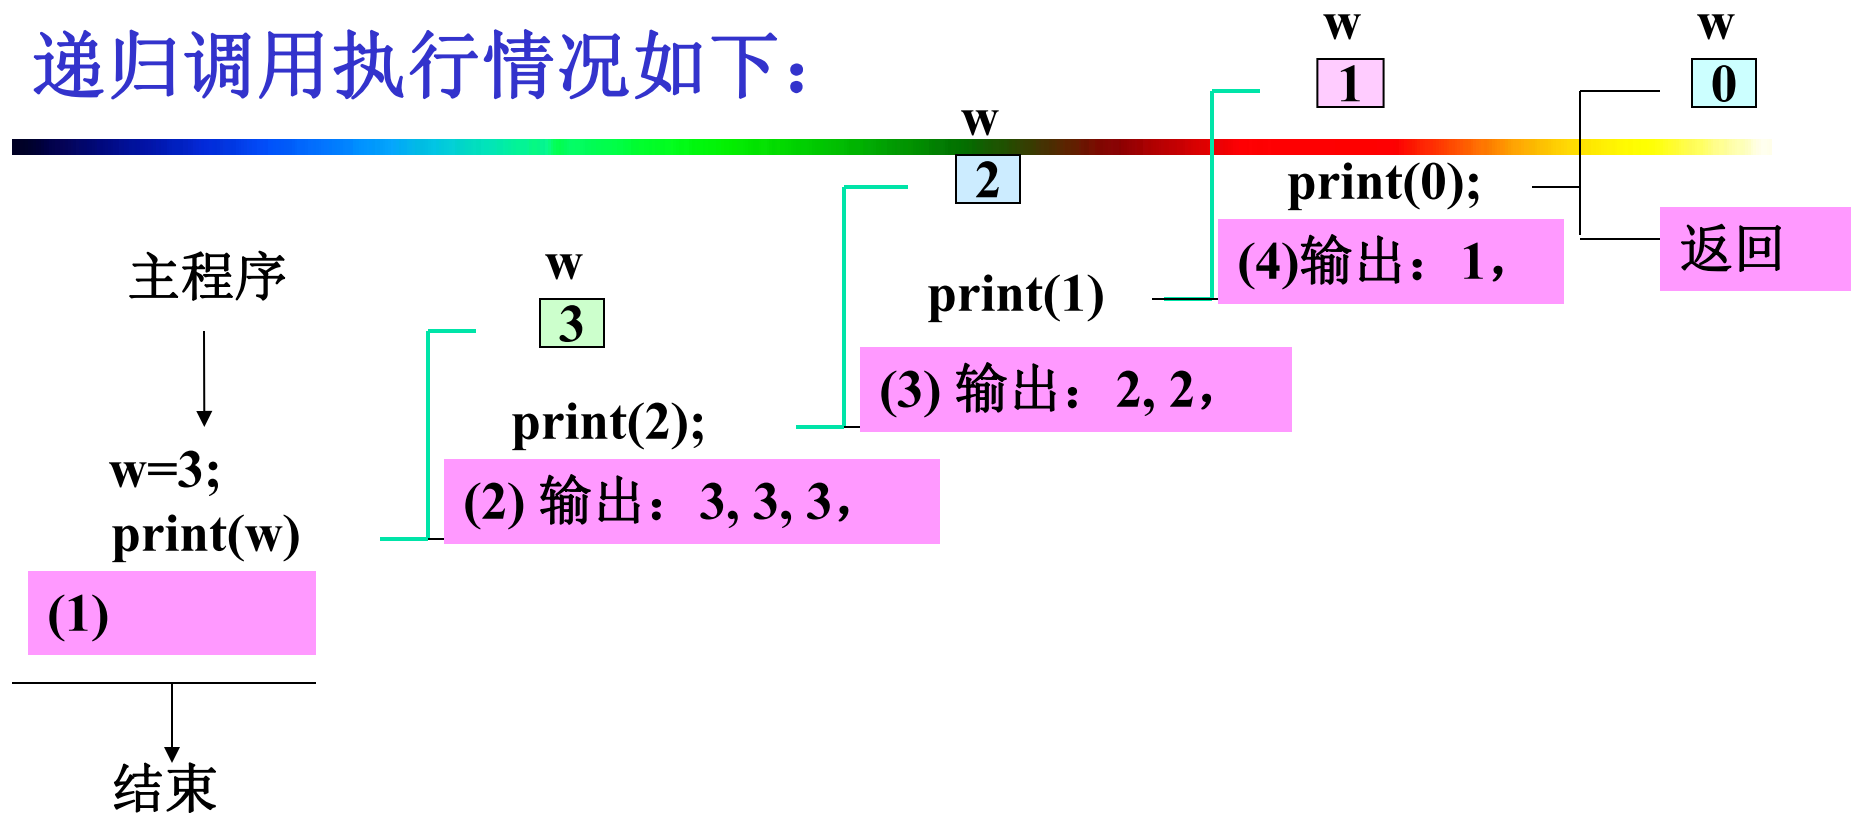 递归调用执行情况如下：
主程序
w=3;
print(w)
(1)
结束
w
3
print(2);
(2) 输出：3, 3, 3，
w
2
print(1)
(3) 输出：2, 2，
w
1
print(0);
(4)输出：1，
w
0
返回